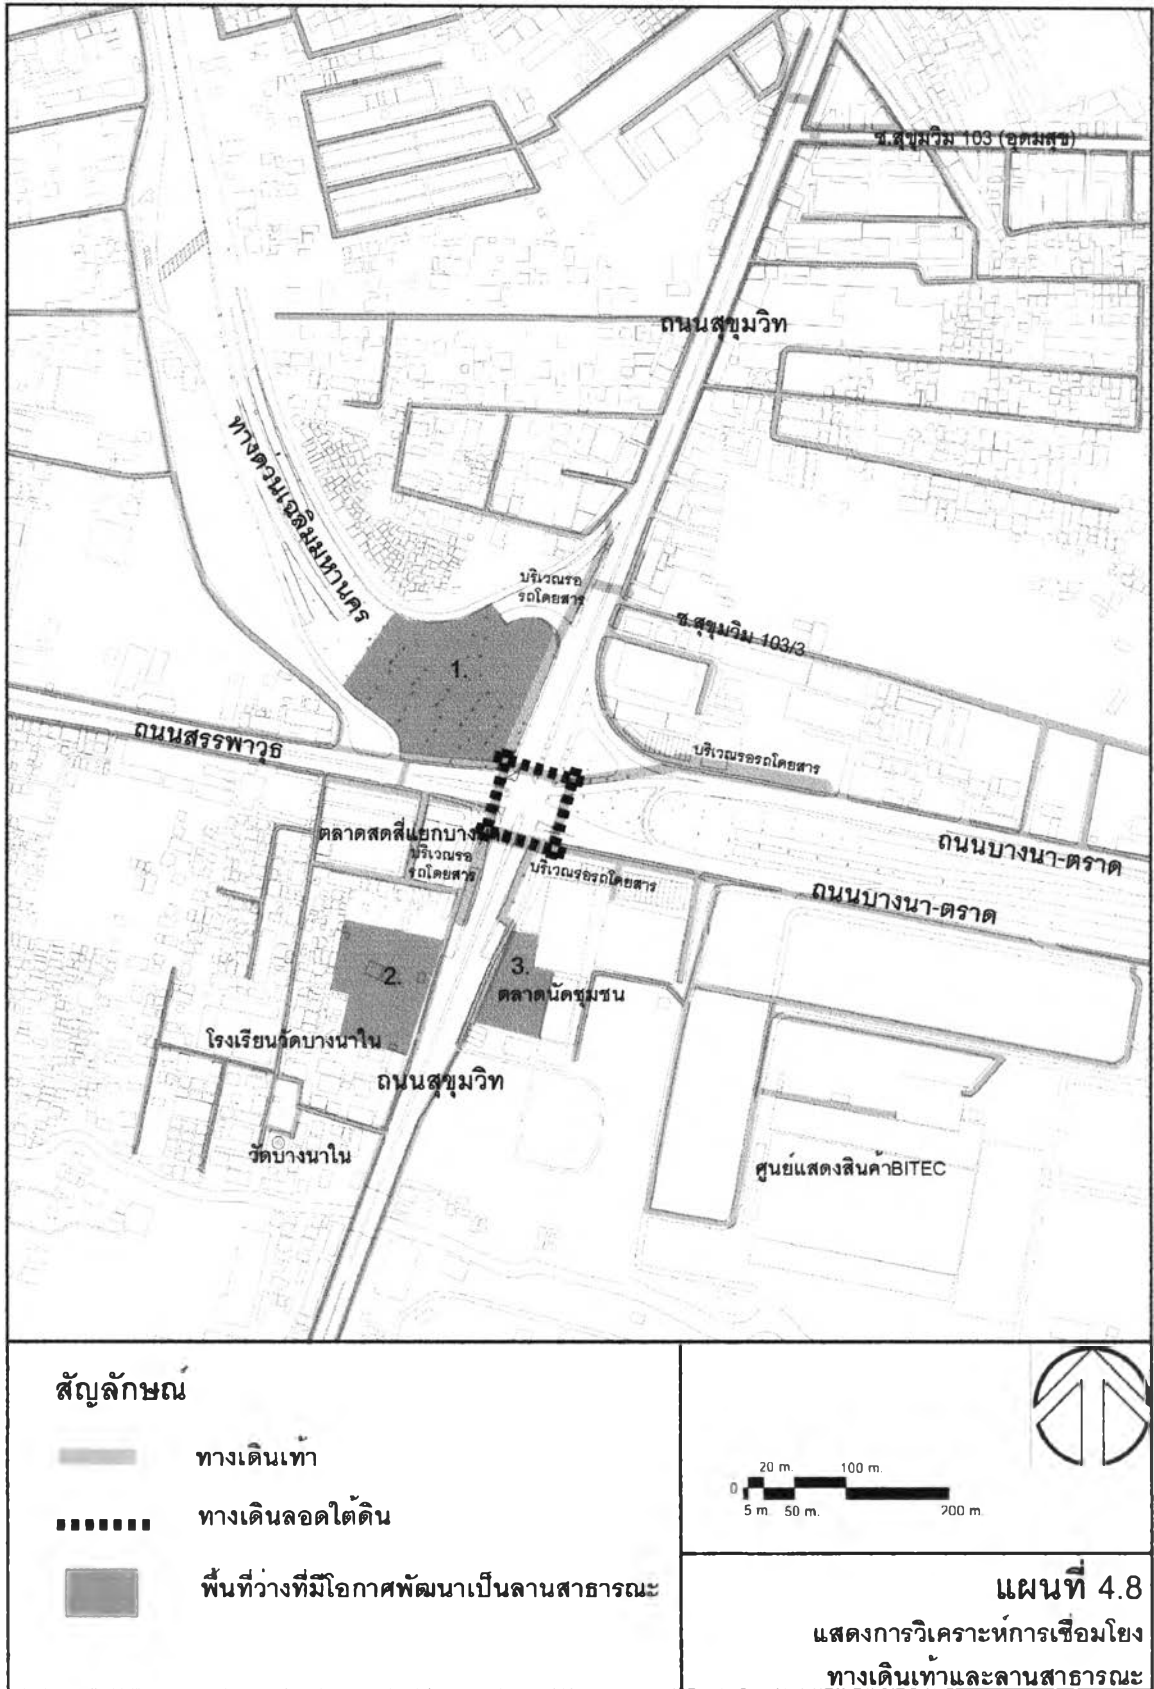 ซ.สุขุมวิม 103 (อุดมสุข)
ถนนสุขุมวิท
ทางด่วนเฉลิมมหานคร
บริเวณรอ
รถโดยสาร
1.
ซ.สุขุมวิม 103/3
ถนนสรรพาวุธ
บริเวณรอรถโดยสาร
ตลาดสดสี่แยกบางนา
บริเวณรอ
รถโดยสาร
บริเวณรอรถโดยสาร
ถนนบางนา-ตราด
ถนนบางนา-ตราด
2.
3.
ตลาดนัดชุมชน
โรงเรียนวัดบางนาใน
ถนนสุขุมวิท
วัดบางนาใน
ศูนย์แสดงสินค้าBITEC
สัญลักษณ์
ทางเดินเท้า
ทางเดินลอดใต้ดิน
พื้นที่ว่างที่มีโอกาศพัฒนาเป็นลานสาธารณะ
20 m. 100 m.
0
5 m. 50 m. 200 m.
แผนที่ 4.8
แสดงการวิเคราะห์การเชื่อมโยง
ทางเดินเท้าและลานสาธารณะ